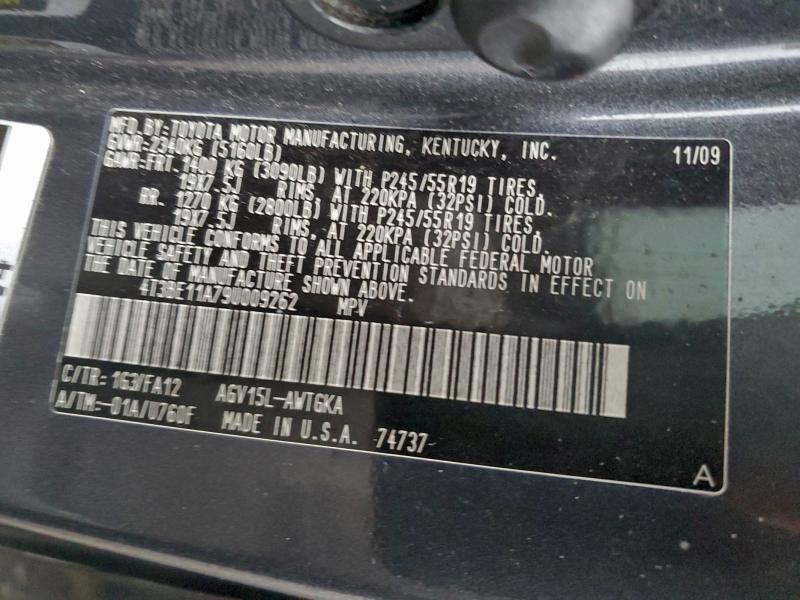 MFD. BY: TOYOTA MOTOR MANUFACTURING, KENTUCKY, INC. 11/09
GVWR: 2340KG (5160LB)
GAWR: FRT. 1400 KG (3090LB) WITH P245/55R19 TIRES,
19X7.5J RIMS, AT 220KPA (32PSI) COLD.
RR. 1270 KG (2800LB) WITH P245/55R19 TIRES,
19X7.5J RIMS, AT 220KPA (32PSI) COLD.
THIS VEHICLE CONFORMS TO ALL APPLICABLE FEDERAL MOTOR
VEHICLE SAFETY AND THEFT PREVENTION STANDARDS IN EFFECT ON
THE DATE OF MANUFACTURE SHOWN ABOVE.
4T3BE11A79U009262 MPV
C/TR: 1G3/FA12 AGV15L-AWTGKA
A/TM: -01A/U760F MADE IN U.S.A. 74737
A